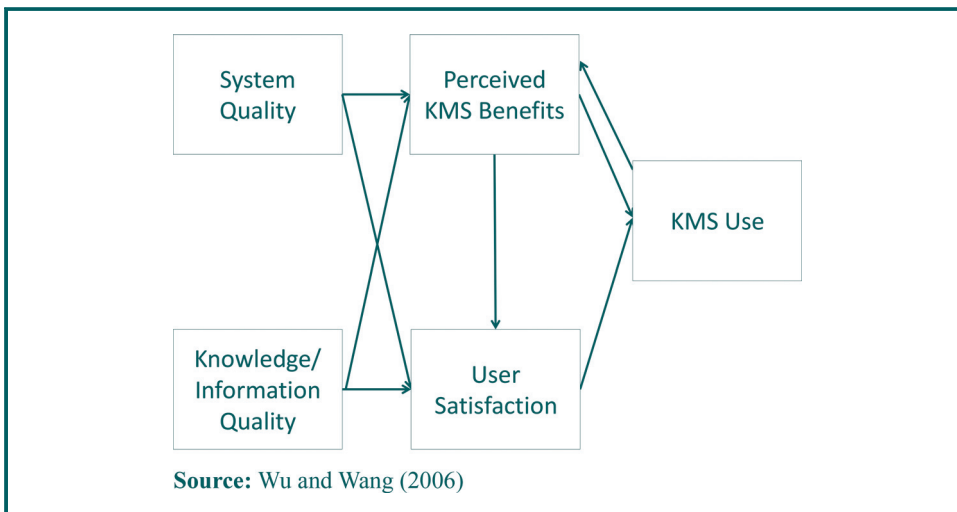 System
Quality
Perceived
KMS Benefits
KMS Use
Knowledge/
Information
Quality
User
Satisfaction
Source: Wu and Wang (2006)